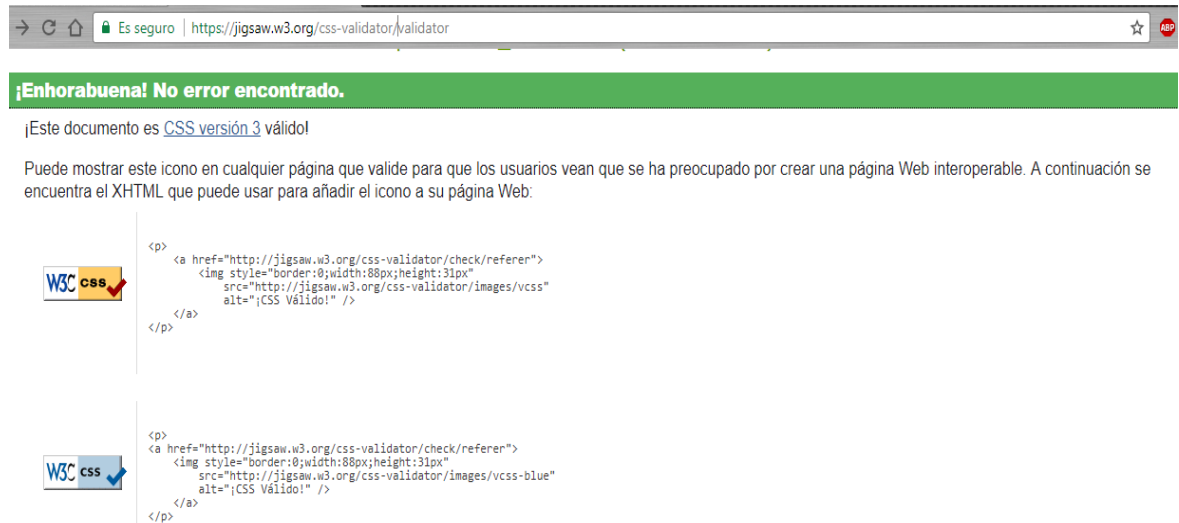 Es seguro | https://jigsaw.w3.org/css-validator/validator
ABP
¡Enhorabuena! No error encontrado.
¡Este documento es CSS versión 3 válido!
Puede mostrar este icono en cualquier página que valide para que los usuarios vean que se ha preocupado por crear una página Web interoperable. A continuación se
encuentra el XHTML que puede usar para añadir el icono a su página Web:
W3C css
<p>
<a href="http://jigsaw.w3.org/css-validator/check/referer">
<img style="border:0;width:88px;height:31px"
src="http://jigsaw.w3.org/css-validator/images/vcss"
alt="¡CSS Válido!" />
</a>
</p>
W3C css
<p>
<a href="http://jigsaw.w3.org/css-validator/check/referer">
<img style="border:0;width:88px;height:31px"
src="http://jigsaw.w3.org/css-validator/images/vcss-blue"
alt="¡CSS Válido!" />
</a>
</p>